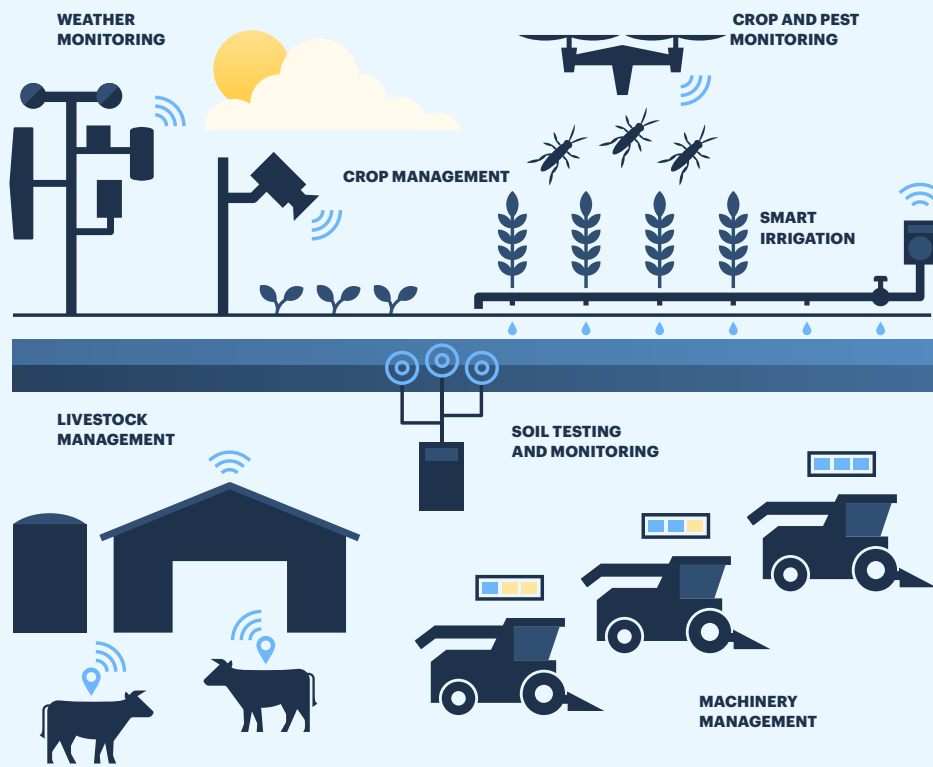 WEATHER
MONITORING
CROP AND PEST
MONITORING
CROP MANAGEMENT
SMART
IRRIGATION
LIVESTOCK
MANAGEMENT
SOIL TESTING
AND MONITORING
MACHINERY
MANAGEMENT